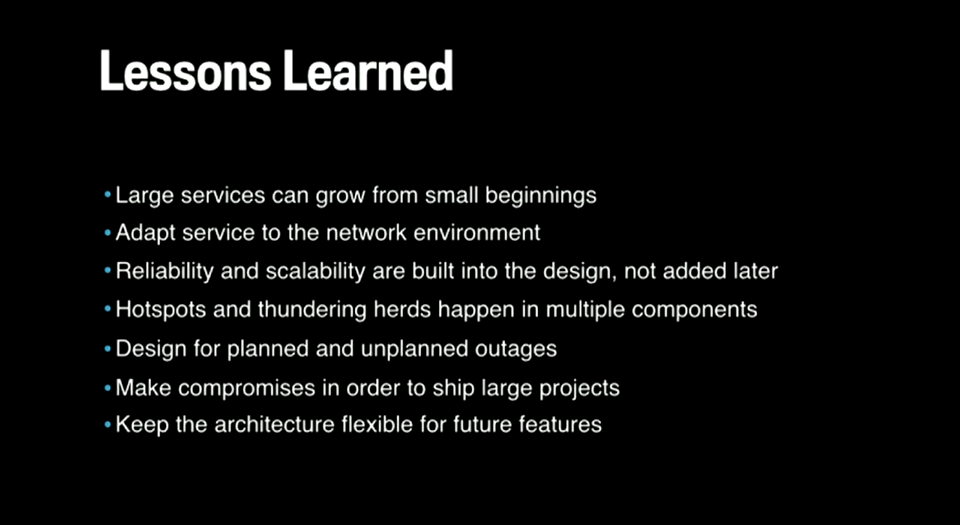 Lessons Learned
• Large services can grow from small beginnings
• Adapt service to the network environment
• Reliability and scalability are built into the design, not added later
• Hotspots and thundering herds happen in multiple components
• Design for planned and unplanned outages
• Make compromises in order to ship large projects
• Keep the architecture flexible for future features